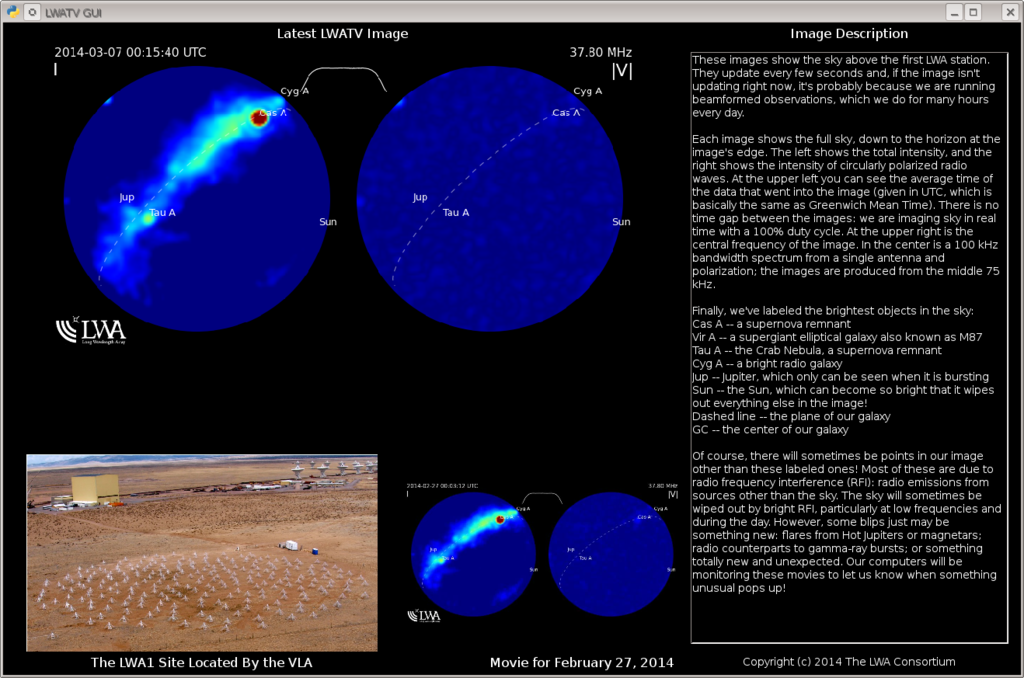 LWATV GUI
Latest LWATV Image
2014-03-07 00:15:40 UTC
37.80 MHz
I
|V|
Cyg A
Cas A
Jup
Tau A
Sun
Cyg A
Cas A
Jup
Tau A
Sun
LWA
Long Wavelength Array
Image Description
These images show the sky above the first LWA station.
They update every few seconds and, if the image isn't
updating right now, it's probably because we are running
beamformed observations, which we do for many hours
every day.
Each image shows the full sky, down to the horizon at the
image's edge. The left shows the total intensity, and the
right shows the intensity of circularly polarized radio
waves. At the upper left you can see the average time of
the data that went into the image (given in UTC, which is
basically the same as Greenwich Mean Time). There is no
time gap between the images: we are imaging sky in real
time with a 100% duty cycle. At the upper right is the
central frequency of the image. In the center is a 100 kHz
bandwidth spectrum from a single antenna and
polarization; the images are produced from the middle 75
kHz.
Finally, we've labeled the brightest objects in the sky:
Cas A -- a supernova remnant
Vir A -- a supergiant elliptical galaxy also known as M87
Tau A -- the Crab Nebula, a supernova remnant
Cyg A -- a bright radio galaxy
Jup -- Jupiter, which only can be seen when it is bursting
Sun -- the Sun, which can become so bright that it wipes
out everything else in the image!
Dashed line -- the plane of our galaxy
GC -- the center of our galaxy
Of course, there will sometimes be points in our image
other than these labeled ones! Most of these are due to
radio frequency interference (RFI): radio emissions from
sources other than the sky. The sky will sometimes be
wiped out by bright RFI, particularly at low frequencies and
during the day. However, some blips just may be
something new: flares from Hot Jupiters or magnetars;
radio counterparts to gamma-ray bursts; or something
totally new and unexpected. Our computers will be
monitoring these movies to let us know when something
unusual pops up!
The LWA1 Site Located By the VLA
2014-02-27 00:03:12 UTC
37.80 MHz
I
|V|
Cyg A
Cas A
Jup
Tau A
Sun
Cyg A
Cas A
Jup
Tau A
Sun
LWA
Movie for February 27, 2014
Copyright (c) 2014 The LWA Consortium